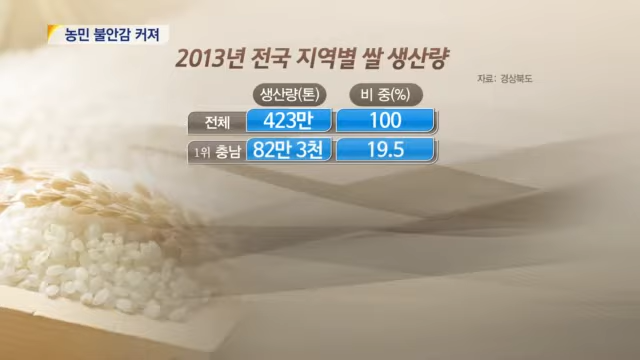 농민 불안감 커져
2013년 전국 지역별 쌀 생산량
자료: 경상북도
생산량(톤) 비 중(%)
전체 423만 100
1위 충남 82만 3천 19.5